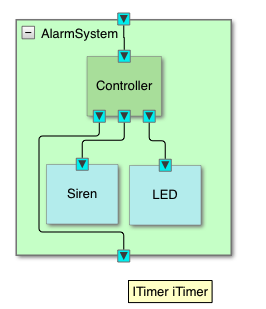 AlarmSystem
Controller
Siren
LED
ITimer iTimer